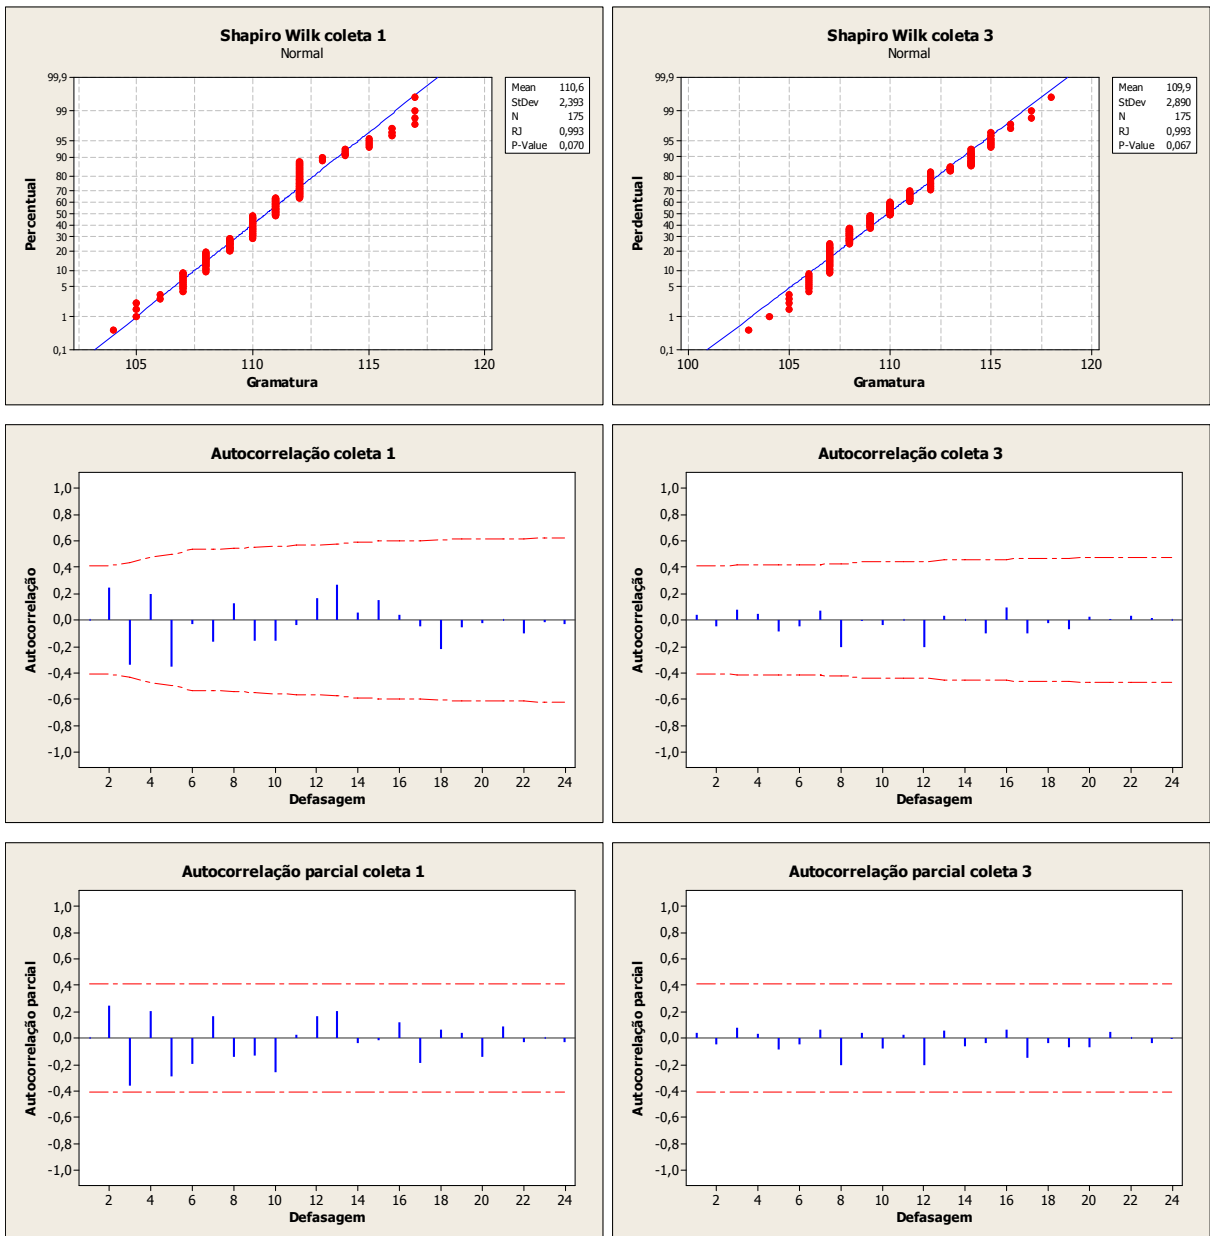 Shapiro Wilk coleta 1
Normal
Percentual
99,9
99
95
90
80
70
60
50
40
30
20
10
5
1
0,1
105 110 115 120
Gramatura
Mean 110,6
StDev 2,393
N 175
RJ 0,993
P-Value 0,070
Shapiro Wilk coleta 3
Normal
Perdentual
99,9
99
95
90
80
70
60
50
40
30
20
10
5
1
0,1
100 105 110 115 120
Gramatura
Mean 109,9
StDev 2,890
N 175
RJ 0,993
P-Value 0,067
Autocorrelação coleta 1
Autocorrelação
1,0
0,8
0,6
0,4
0,2
0,0
-0,2
-0,4
-0,6
-0,8
-1,0
2 4 6 8 10 12 14 16 18 20 22 24
Defasagem
Autocorrelação coleta 3
Autocorrelação
1,0
0,8
0,6
0,4
0,2
0,0
-0,2
-0,4
-0,6
-0,8
-1,0
2 4 6 8 10 12 14 16 18 20 22 24
Defasagem
Autocorrelação parcial coleta 1
Autocorrelação parcial
1,0
0,8
0,6
0,4
0,2
0,0
-0,2
-0,4
-0,6
-0,8
-1,0
2 4 6 8 10 12 14 16 18 20 22 24
Defasagem
Autocorrelação parcial coleta 3
Autocorrelação parcial
1,0
0,8
0,6
0,4
0,2
0,0
-0,2
-0,4
-0,6
-0,8
-1,0
2 4 6 8 10 12 14 16 18 20 22 24
Defasagem